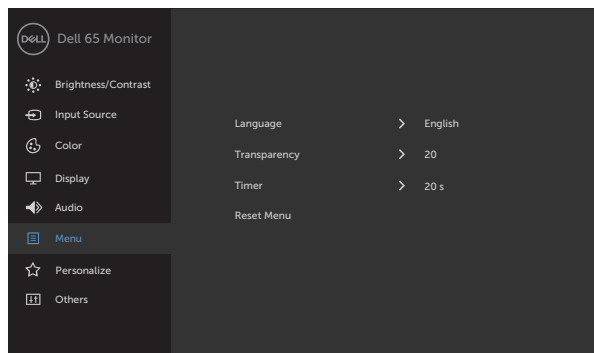 DELL Dell 65 Monitor
Brightness/Contrast
Input Source
Color
Display
Audio
Menu
Personalize
Others
Language > English
Transparency > 20
Timer > 20 s
Reset Menu